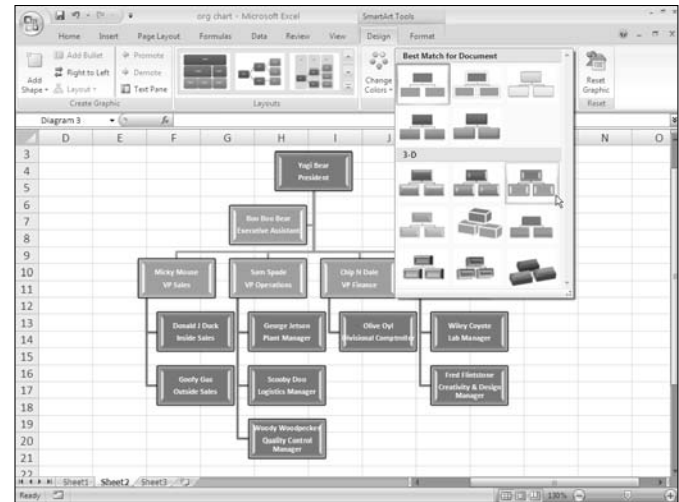 org chart - Microsoft Excel
SmartArt Tools
Home Insert Page Layout Formulas Data Review View Design Format
Add Shape
Add Bullet
Right to Left
Layout
Promote
Demote
Text Pane
Create Graphic
Layouts
Change Colors
Best Match for Document
3-D
Reset Graphic
Reset
Diagram 3
fx
D E F G H I J N O
3
4
5
6
7
8
9
10
11
12
13
14
15
16
17
18
19
20
21
22
Yogi Bear
President
Boo Boo Bear
Executive Assistant
Micky Mouse
VP Sales
Sam Spade
VP Operations
Chip N Dale
VP Finance
Donald J Duck
Inside Sales
George Jetson
Plant Manager
Olive Oyl
Divisional Comptroller
Wiley Coyote
Lab Manager
Goofy Gus
Outside Sales
Scooby Doo
Logistics Manager
Fred Flintstone
Creativity & Design
Manager
Woody Woodpecker
Quality Control
Manager
Sheet1 Sheet2 Sheet3
Ready
130%